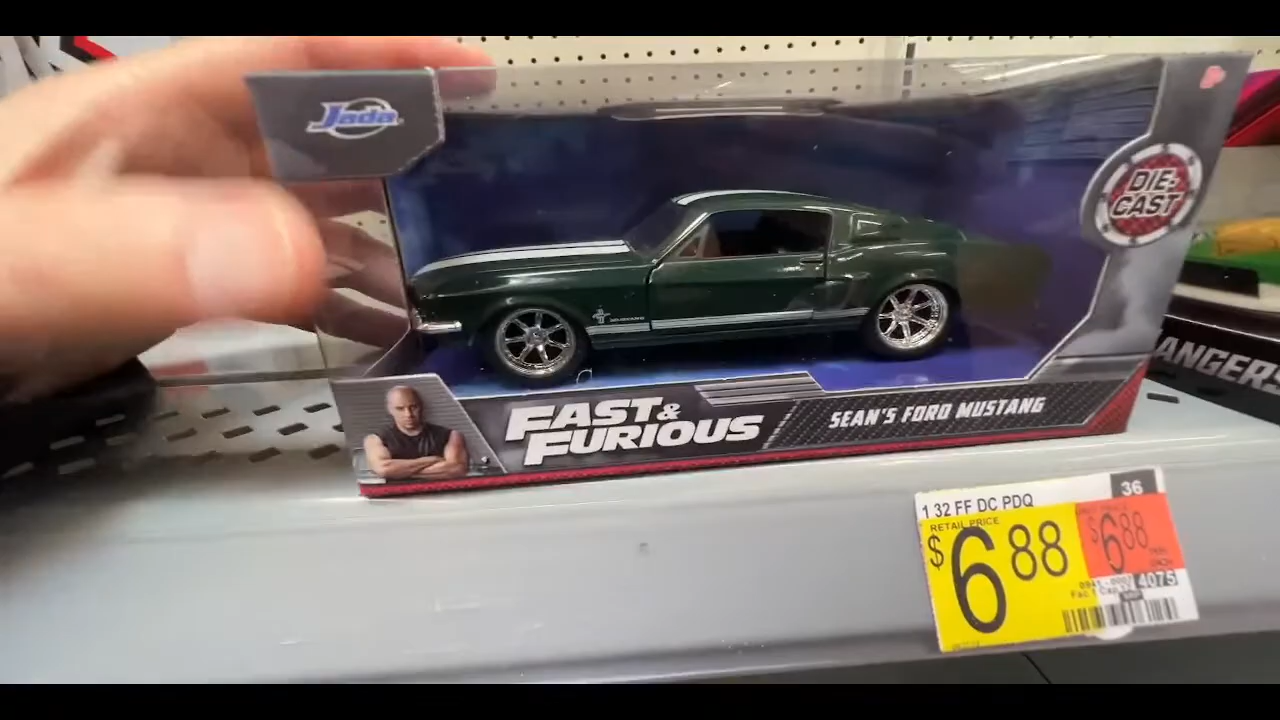 Jada
DIE-
CAST
FAST &
FURIOUS
SEAN'S FORD MUSTANG
ANGERS
1 32 FF DC PDQ
36
RETAIL PRICE
$6 88
$6 88
4075